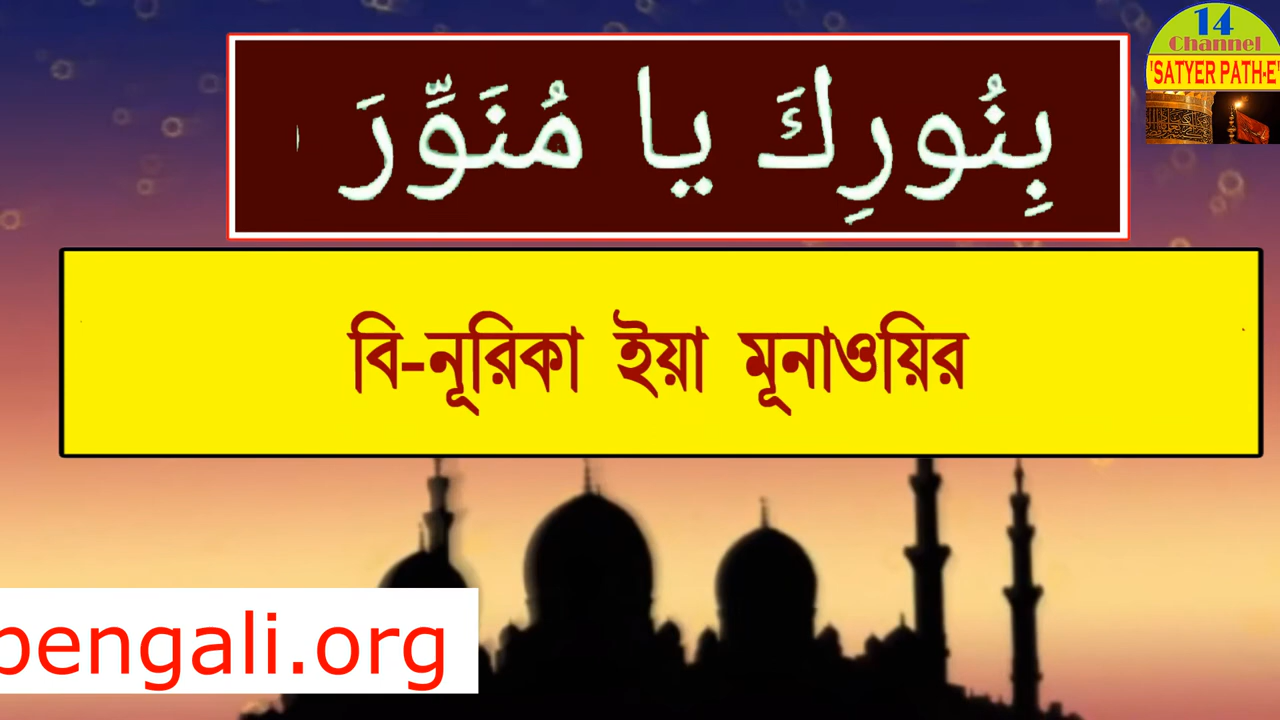 14
Channel
'SATYER PATH-E'
بِنُورِكَ يا مُنَوِّرَ
বি-নূরিকা ইয়া মূনাওয়ির
bengali.org